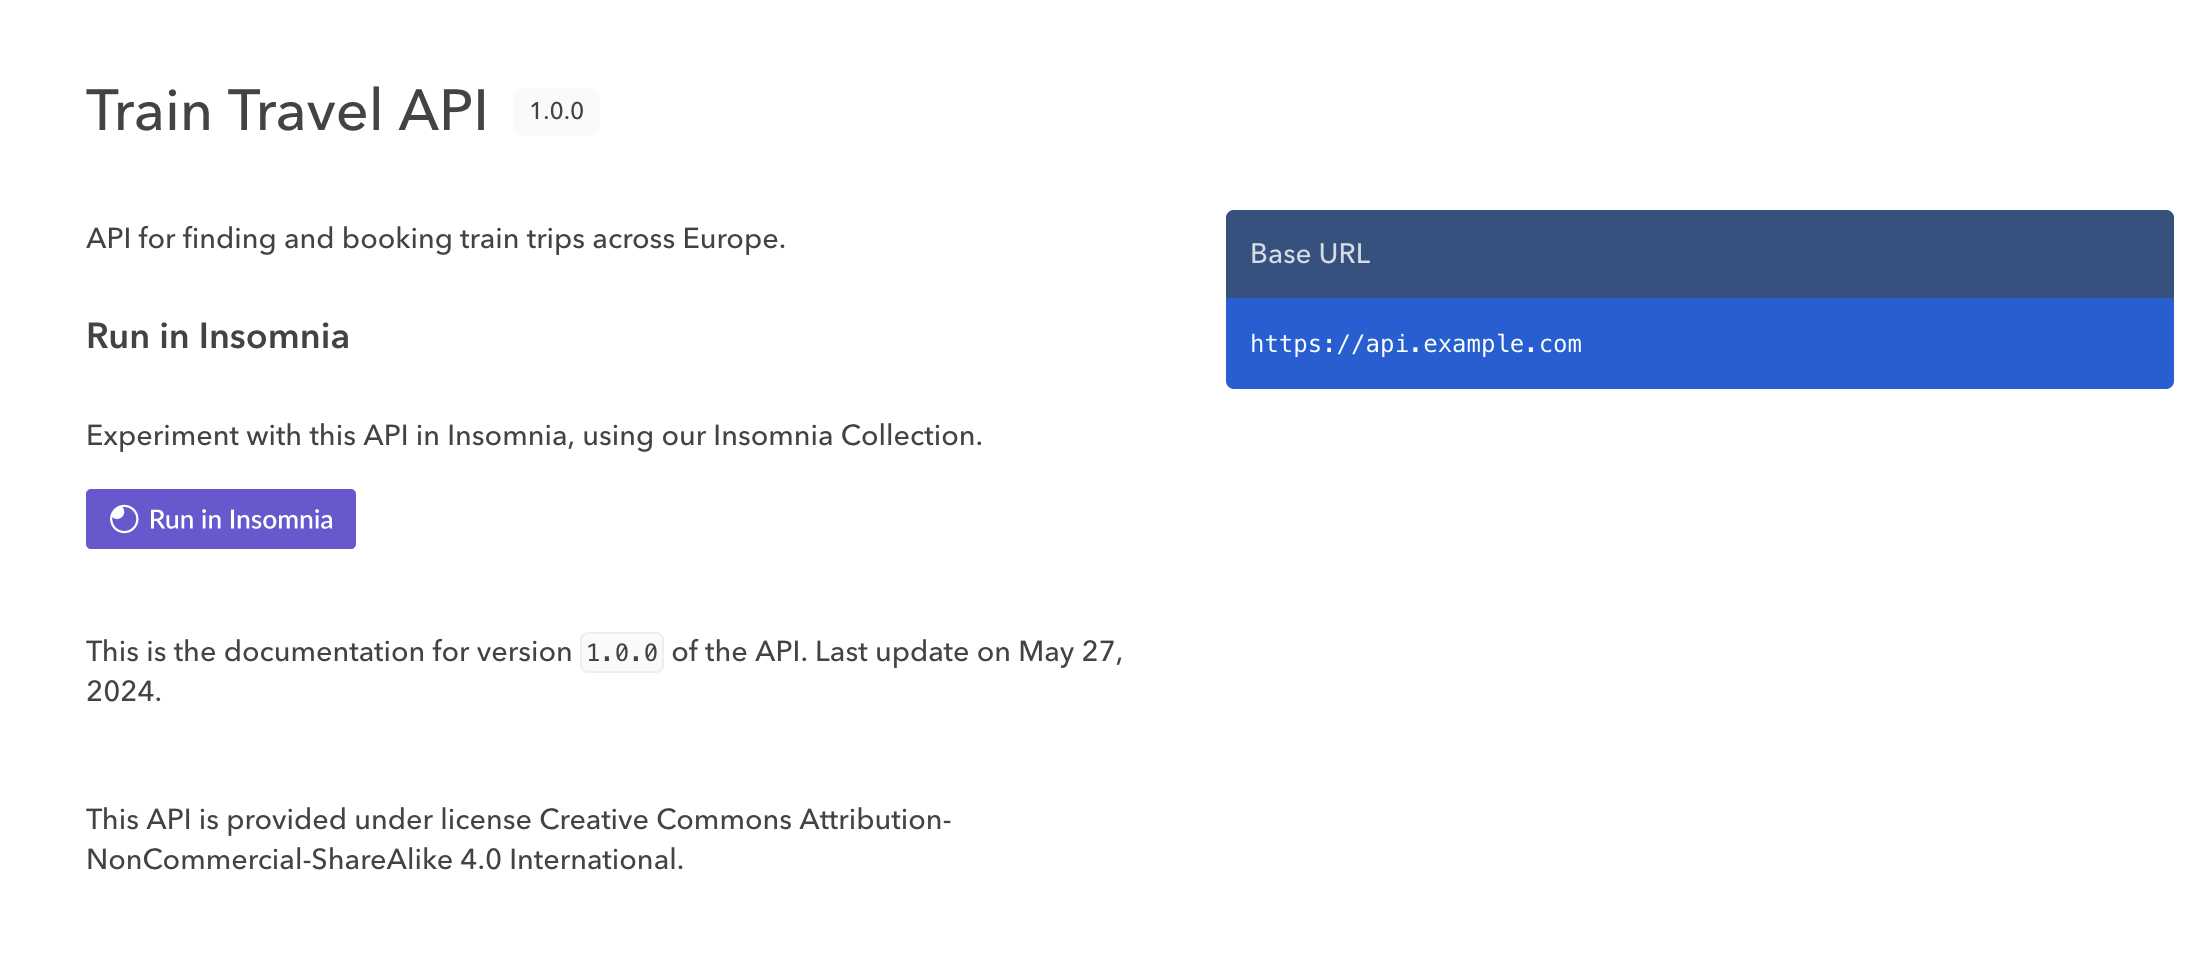 Train Travel API 1.0.0
API for finding and booking train trips across Europe.
Base URL
https://api.example.com
Run in Insomnia
Experiment with this API in Insomnia, using our Insomnia Collection.
Run in Insomnia
This is the documentation for version 1.0.0 of the API. Last update on May 27,
2024.
This API is provided under license Creative Commons Attribution-
NonCommercial-ShareAlike 4.0 International.